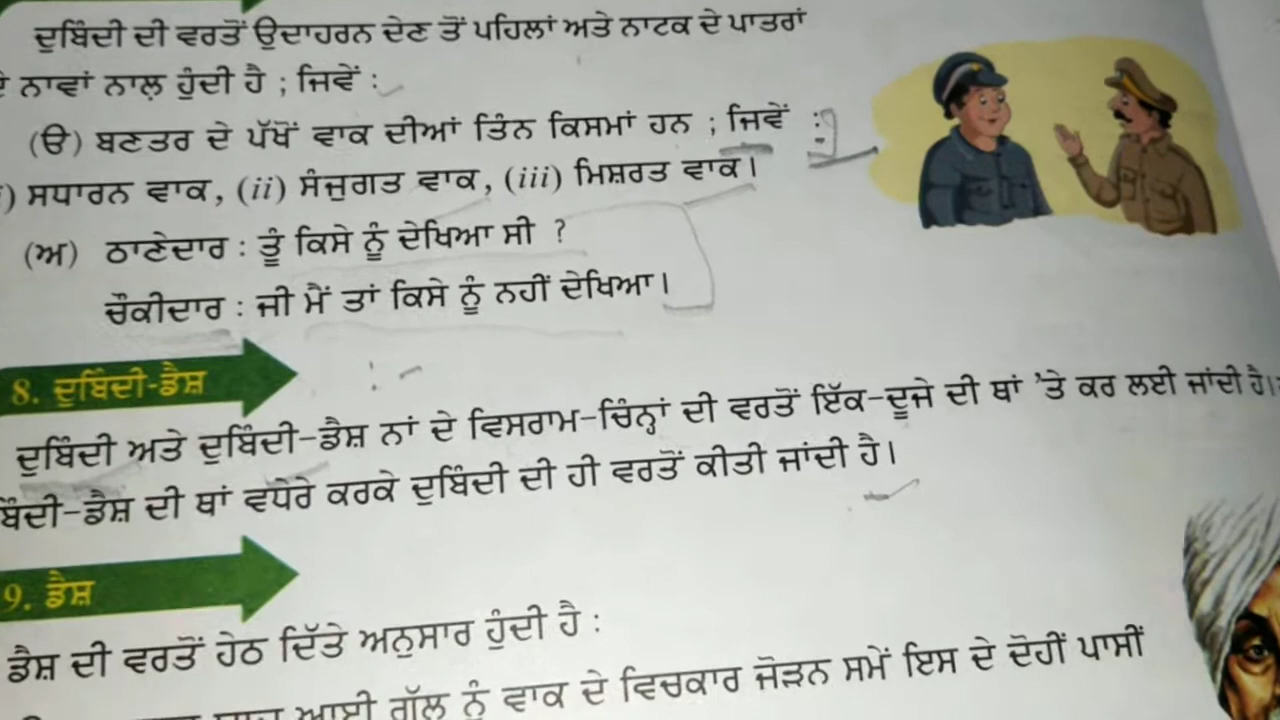 ਦੁਬਿੰਦੀ ਦੀ ਵਰਤੋਂ ਉਦਾਹਰਨ ਦੇਣ ਤੋਂ ਪਹਿਲਾਂ ਅਤੇ ਨਾਟਕ ਦੇ ਪਾਤਰਾਂ
ਨਾਵਾਂ ਨਾਲ਼ ਹੁੰਦੀ ਹੈ ; ਜਿਵੇਂ :
(ੳ) ਬਣਤਰ ਦੇ ਪੱਖੋਂ ਵਾਕ ਦੀਆਂ ਤਿੰਨ ਕਿਸਮਾਂ ਹਨ ; ਜਿਵੇਂ :
) ਸਧਾਰਨ ਵਾਕ, (ii) ਸੰਜੁਗਤ ਵਾਕ, (iii) ਮਿਸ਼ਰਤ ਵਾਕ।
(ਅ) ਠਾਣੇਦਾਰ : ਤੂੰ ਕਿਸੇ ਨੂੰ ਦੇਖਿਆ ਸੀ ?
ਚੌਕੀਦਾਰ : ਜੀ ਮੈਂ ਤਾਂ ਕਿਸੇ ਨੂੰ ਨਹੀਂ ਦੇਖਿਆ।
8. ਦੁਬਿੰਦੀ-ਡੈਸ਼ :-
ਦੁਬਿੰਦੀ ਅਤੇ ਦੁਬਿੰਦੀ-ਡੈਸ਼ ਨਾਂ ਦੇ ਵਿਸਰਾਮ-ਚਿੰਨ੍ਹਾਂ ਦੀ ਵਰਤੋਂ ਇੱਕ-ਦੂਜੇ ਦੀ ਥਾਂ ’ਤੇ ਕਰ ਲਈ ਜਾਂਦੀ ਹੈ।
ਬਿੰਦੀ-ਡੈਸ਼ ਦੀ ਥਾਂ ਵਧੇਰੇ ਕਰਕੇ ਦੁਬਿੰਦੀ ਦੀ ਹੀ ਵਰਤੋਂ ਕੀਤੀ ਜਾਂਦੀ ਹੈ।
9. ਡੈਸ਼
ਡੈਸ਼ ਦੀ ਵਰਤੋਂ ਹੇਠ ਦਿੱਤੇ ਅਨੁਸਾਰ ਹੁੰਦੀ ਹੈ :
ਆਈ ਗੱਲ ਨੂੰ ਵਾਕ ਦੇ ਵਿਚਕਾਰ ਜੋੜਨ ਸਮੇਂ ਇਸ ਦੇ ਦੋਹੀਂ ਪਾਸੀਂ